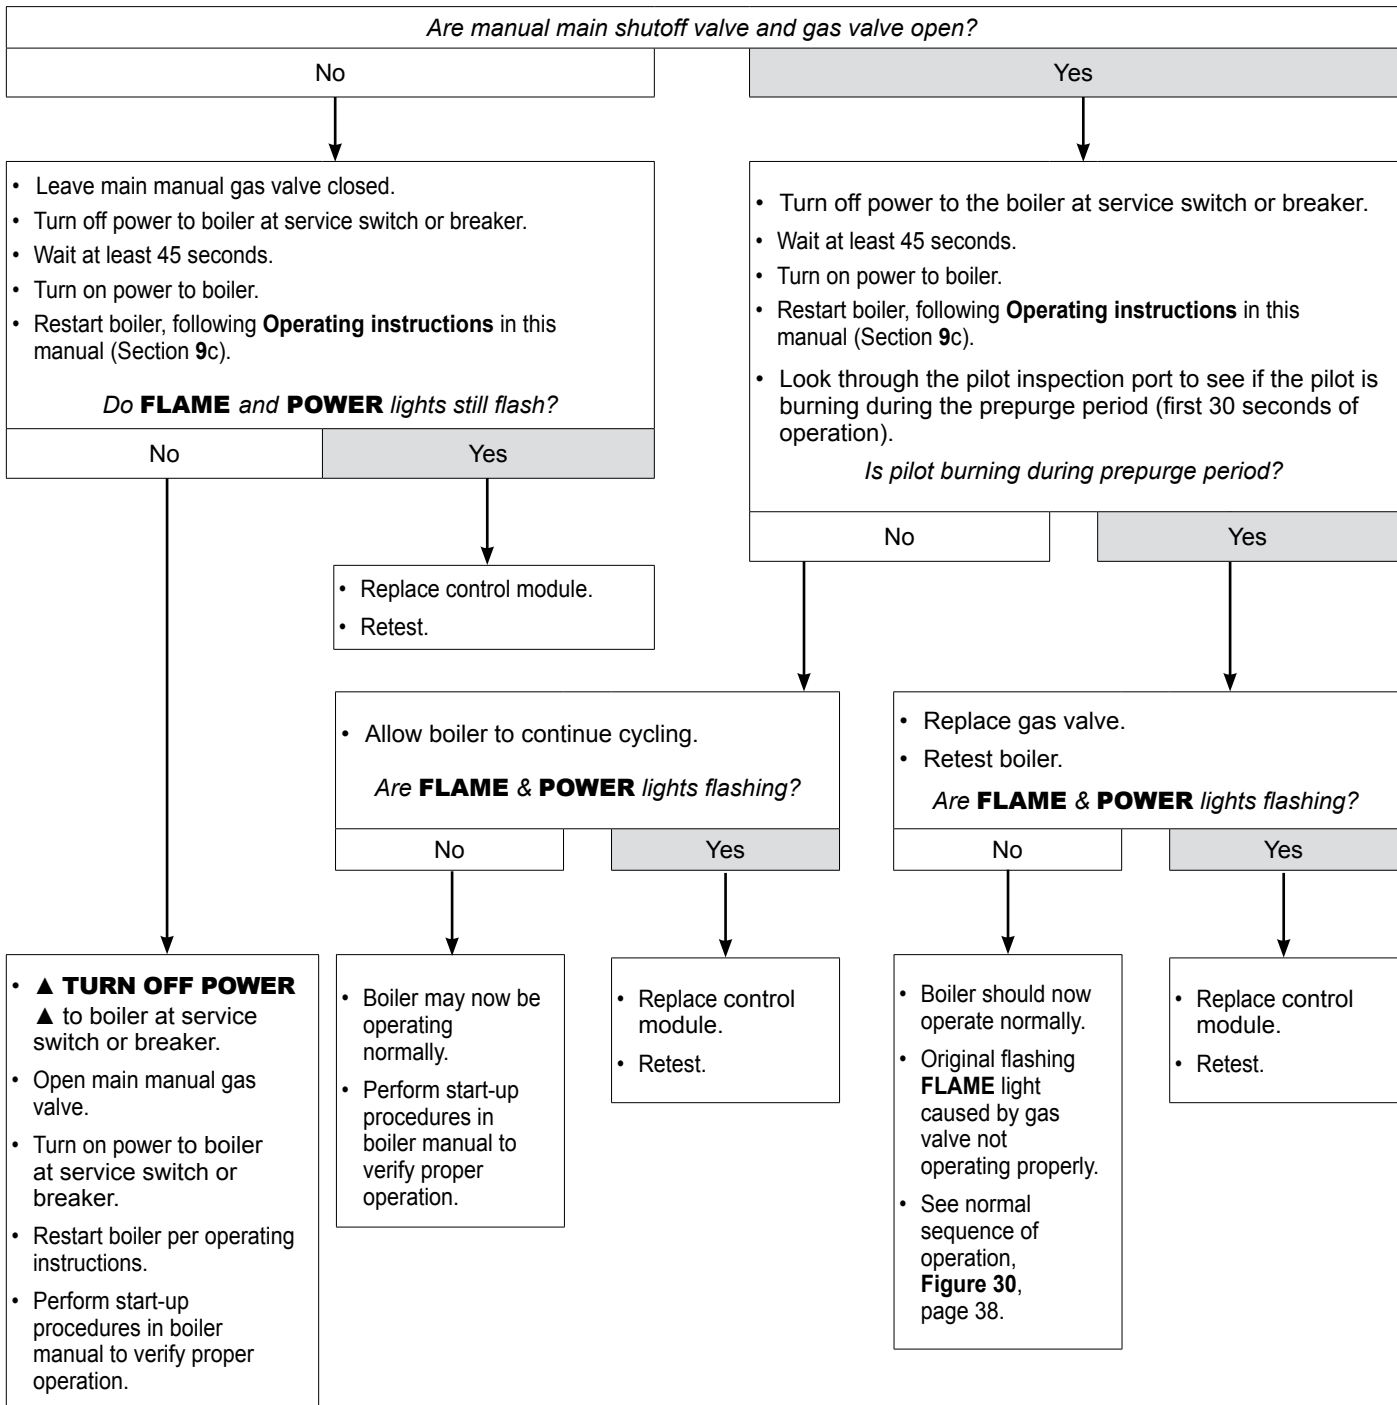 Are manual main shutoff valve and gas valve open?
No
Yes
• Leave main manual gas valve closed.
• Turn off power to boiler at service switch or breaker.
• Wait at least 45 seconds.
• Turn on power to boiler.
• Restart boiler, following Operating instructions in this
manual (Section 9c).
Do FLAME and POWER lights still flash?
No
Yes
• Turn off power to the boiler at service switch or breaker.
• Wait at least 45 seconds.
• Turn on power to boiler.
• Restart boiler, following Operating instructions in this
manual (Section 9c).
• Look through the pilot inspection port to see if the pilot is
burning during the prepurge period (first 30 seconds of
operation).
Is pilot burning during prepurge period?
No
Yes
• Replace control module.
• Retest.
• Allow boiler to continue cycling.
Are FLAME & POWER lights flashing?
No
Yes
• Replace gas valve.
• Retest boiler.
Are FLAME & POWER lights flashing?
No
Yes
• ▲ TURN OFF POWER
▲ to boiler at service
switch or breaker.
• Open main manual gas
valve.
• Turn on power to boiler
at service switch or
breaker.
• Restart boiler per operating
instructions.
• Perform start-up
procedures in boiler
manual to verify proper
operation.
• Boiler may now be
operating
normally.
• Perform start-up
procedures in
boiler manual to
verify proper
operation.
• Replace control
module.
• Retest.
• Boiler should now
operate normally.
• Original flashing
FLAME light
caused by gas
valve not
operating properly.
• See normal
sequence of
operation,
Figure 30,
page 38.
• Replace control
module.
• Retest.